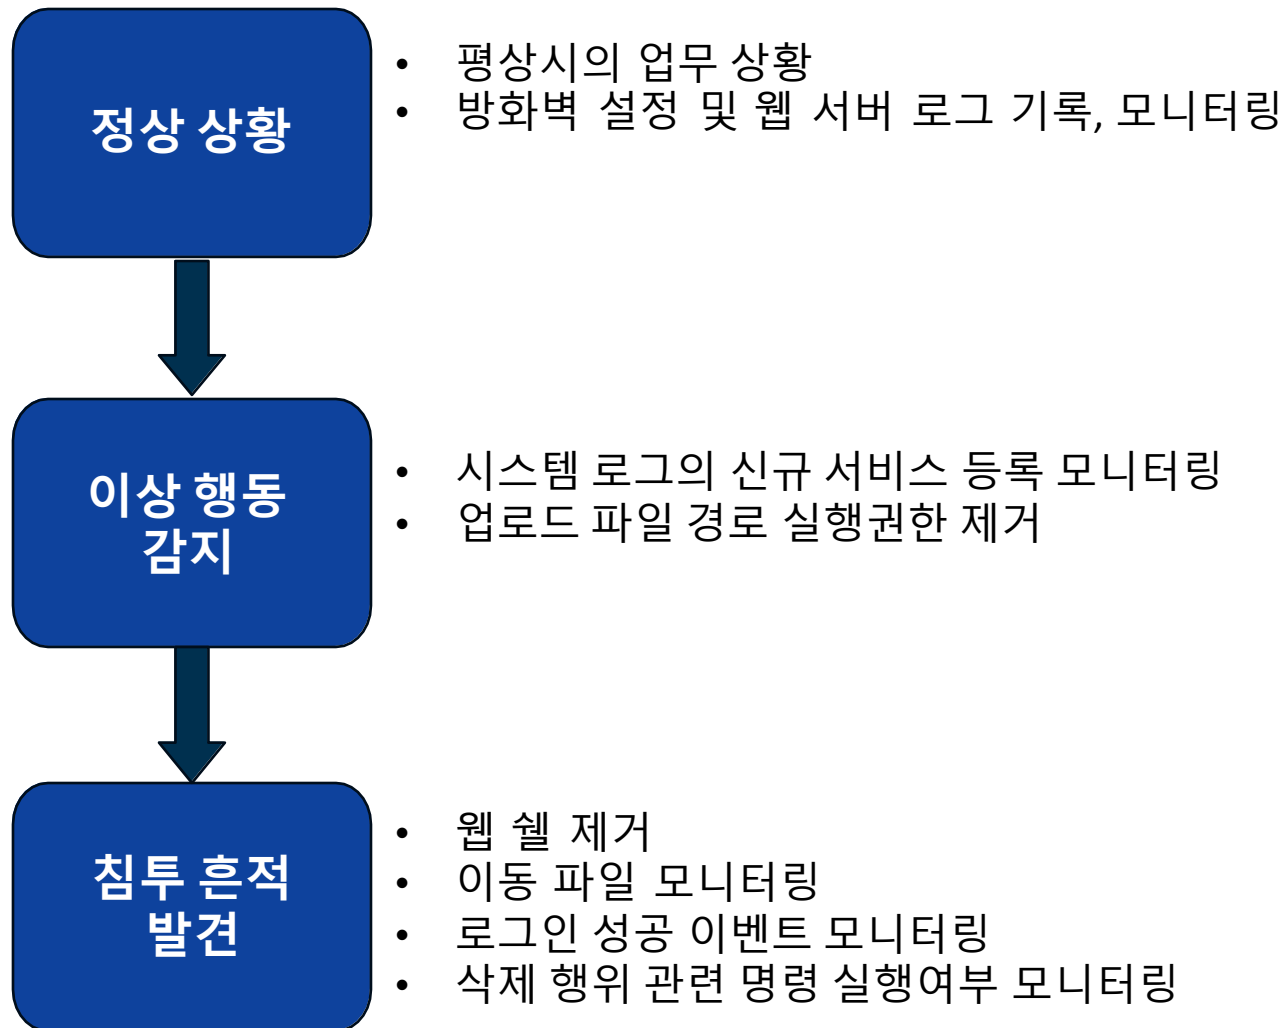 정상 상황
• 평상시의 업무 상황
• 방화벽 설정 및 웹 서버 로그 기록, 모니터링
이상 행동
감지
• 시스템 로그의 신규 서비스 등록 모니터링
• 업로드 파일 경로 실행권한 제거
침투 흔적
발견
• 웹 쉘 제거
• 이동 파일 모니터링
• 로그인 성공 이벤트 모니터링
• 삭제 행위 관련 명령 실행여부 모니터링